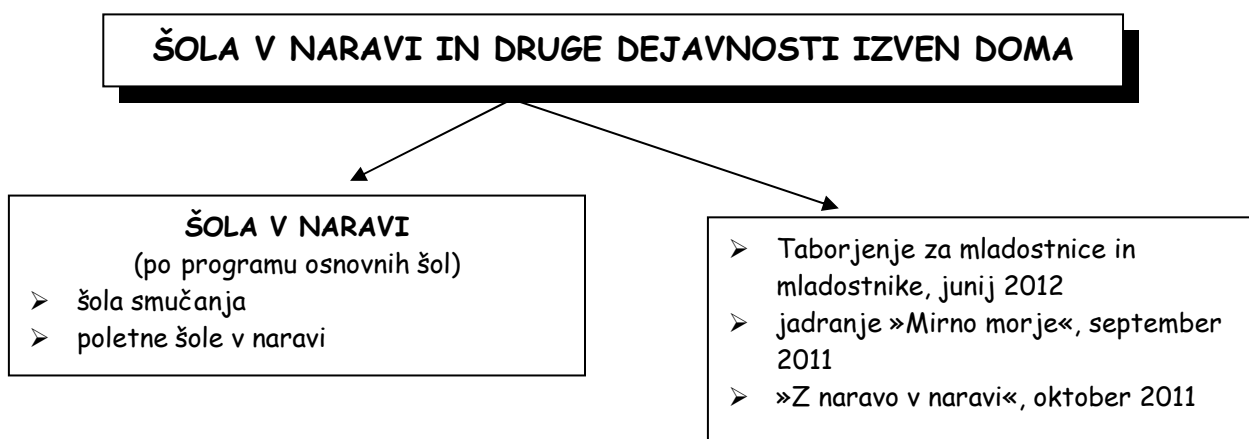 ŠOLA V NARAVI IN DRUGE DEJAVNOSTI IZVEN DOMA
ŠOLA V NARAVI
(po programu osnovnih šol)
➢ šola smučanja
➢ poletne šole v naravi
➢ Taborjenje za mladostnice in
mladostnike, junij 2012
➢ jadranje »Mirno morje«, september
2011
➢ »Z naravo v naravi«, oktober 2011